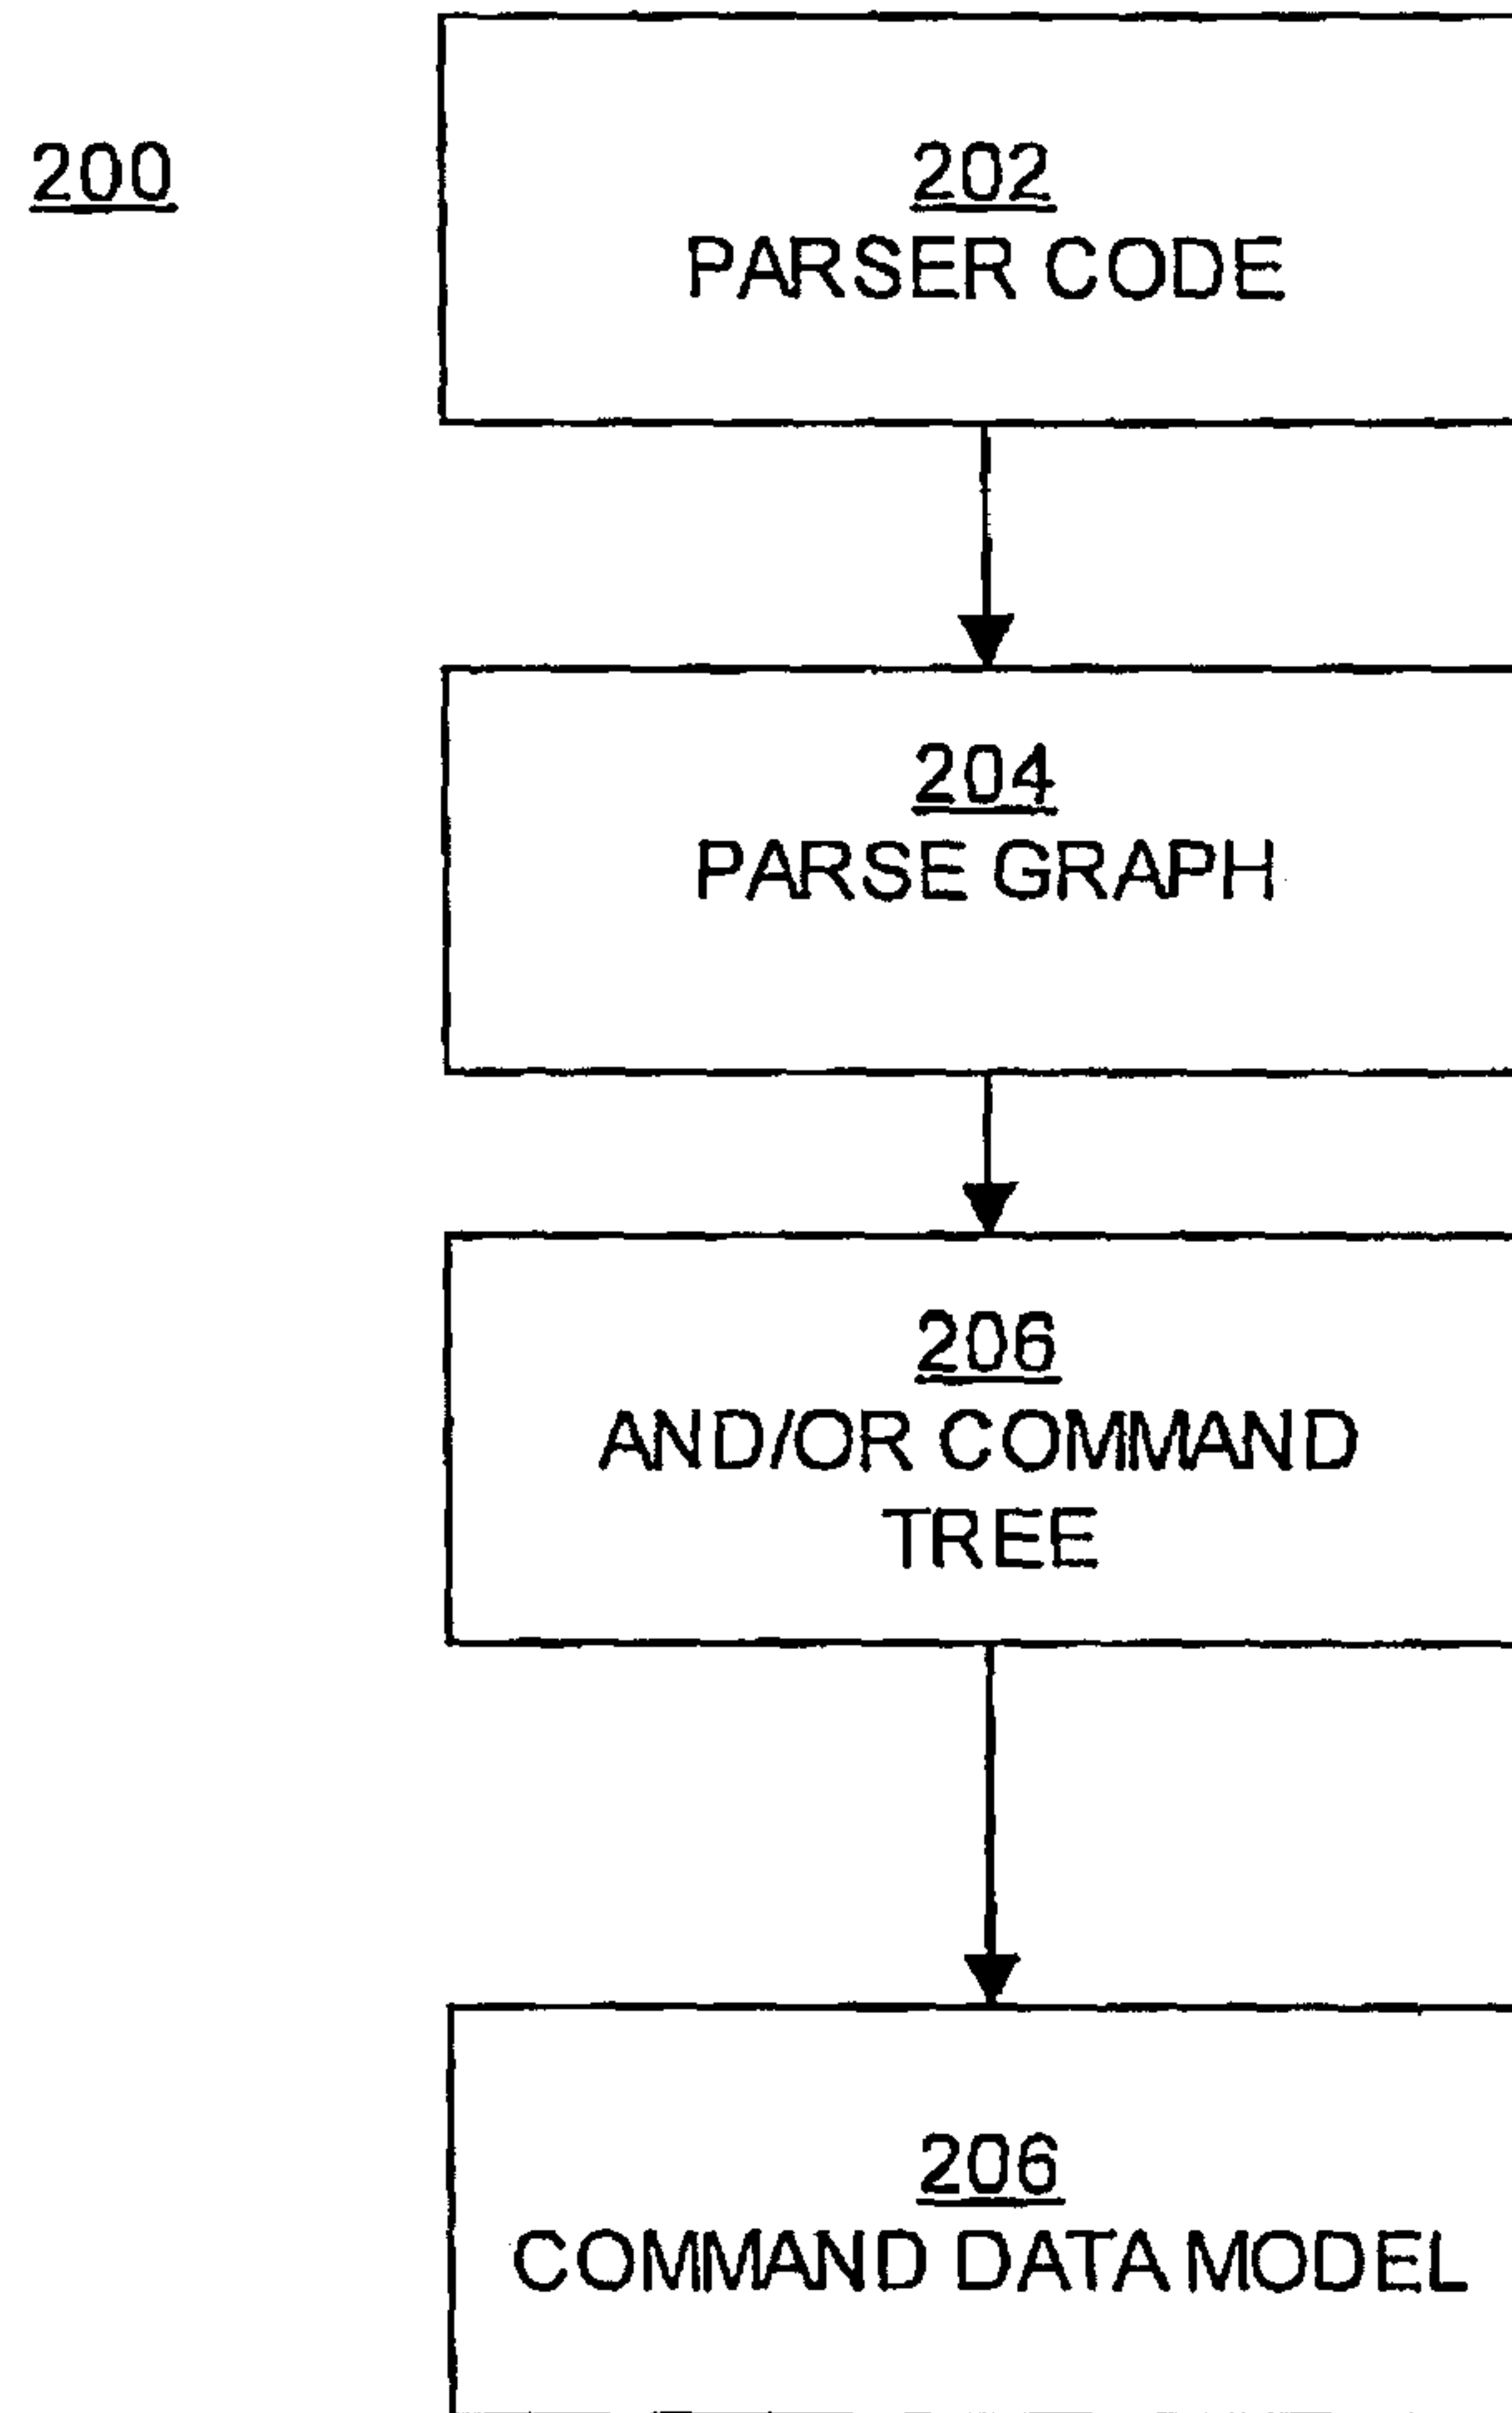 200
202
PARSER CODE
204
PARSE GRAPH
206
AND/OR COMMAND
TREE
206
COMMAND DATA MODEL